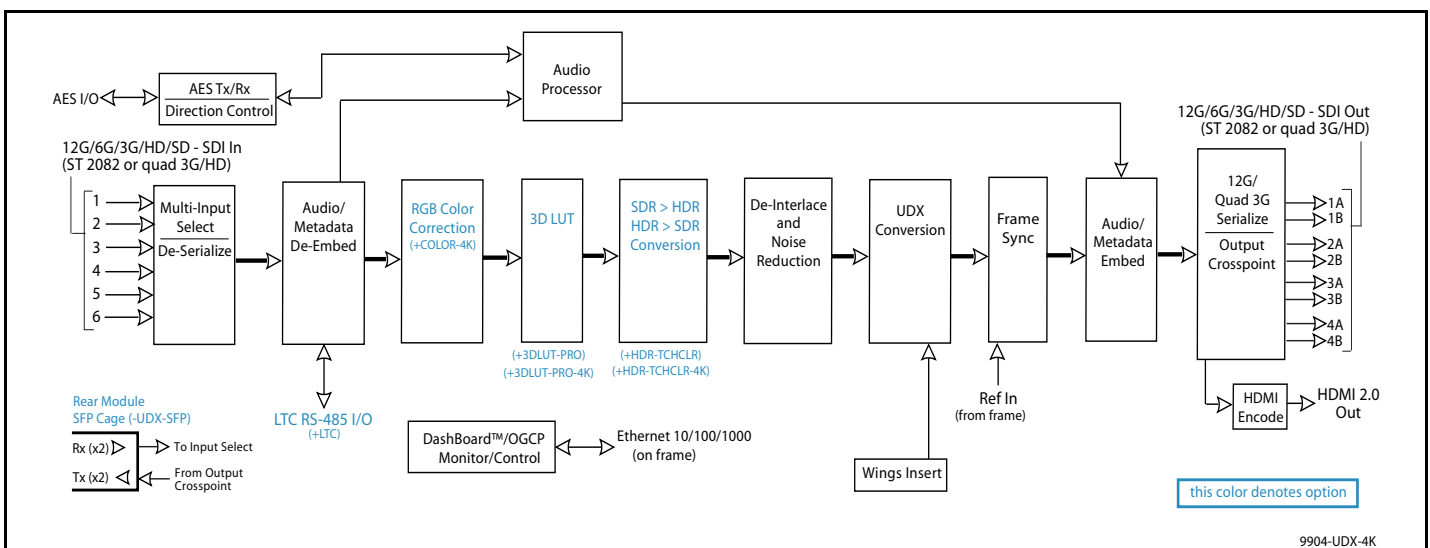 AES I/O
AES Tx/Rx
Direction Control
Audio
Processor
12G/6G/3G/HD/SD - SDI In
(ST 2082 or quad 3G/HD)
1
2
3
4
5
6
Multi-Input
Select
De-Serialize
Audio/
Metadata
De-Embed
RGB Color
Correction
(+COLOR-4K)
3D LUT
SDR > HDR
HDR > SDR
Conversion
De-Interlace
and
Noise
Reduction
UDX
Conversion
Frame
Sync
Audio/
Metadata
Embed
12G/6G/3G/HD/SD - SDI Out
(ST 2082 or quad 3G/HD)
12G/
Quad 3G
Serialize
Output
Crosspoint
1A
1B
2A
2B
3A
3B
4A
4B
(+3DLUT-PRO)
(+3DLUT-PRO-4K)
(+HDR-TCHCLR)
(+HDR-TCHCLR-4K)
LTC RS-485 I/O
(+LTC)
Rear Module
SFP Cage (-UDX-SFP)
Rx (x2)
To Input Select
Tx (x2)
From Output
Crosspoint
DashBoard™/OGCP
Monitor/Control
Ethernet 10/100/1000
(on frame)
Wings Insert
Ref In
(from frame)
HDMI
Encode
HDMI 2.0
Out
this color denotes option
9904-UDX-4K